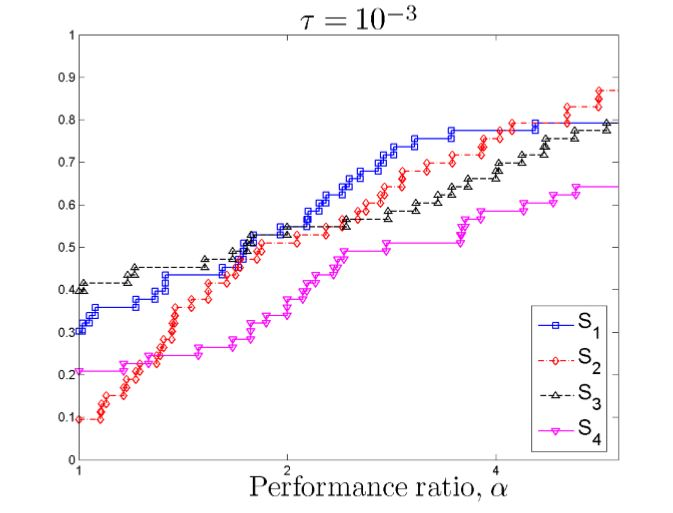 τ = 10⁻³
1
0.9
0.8
0.7
0.6
0.5
0.4
0.3
0.2
0.1
0
1 2 4
Performance ratio, α
S₁
S₂
S₃
S₄